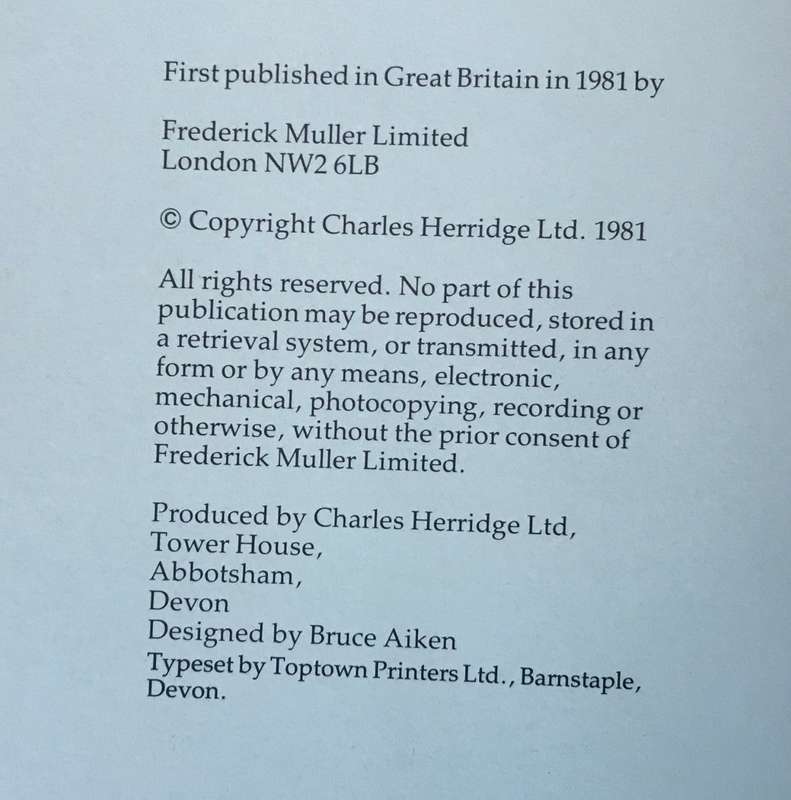 First published in Great Britain in 1981 by
Frederick Muller Limited
London NW2 6LB
© Copyright Charles Herridge Ltd. 1981
All rights reserved. No part of this
publication may be reproduced, stored in
a retrieval system, or transmitted, in any
form or by any means, electronic,
mechanical, photocopying, recording or
otherwise, without the prior consent of
Frederick Muller Limited.
Produced by Charles Herridge Ltd,
Tower House,
Abbotsham,
Devon
Designed by Bruce Aiken
Typeset by Toptown Printers Ltd., Barnstaple,
Devon.